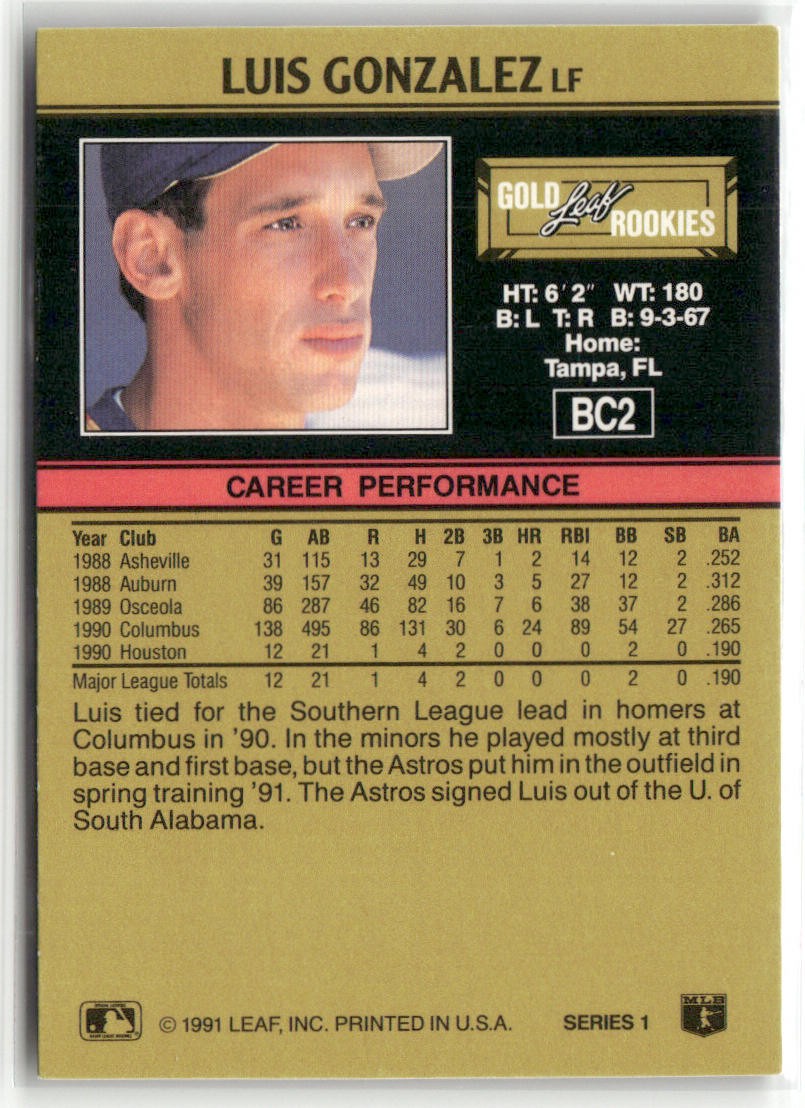 LUIS GONZALEZ LF
GOLD Leaf ROOKIES
HT: 6' 2" WT: 180
B: L T: R B: 9-3-67
Home:
Tampa, FL
BC2
CAREER PERFORMANCE
Year Club G AB R H 2B 3B HR RBI BB SB BA
1988 Asheville 31 115 13 29 7 1 2 14 12 2 .252
1988 Auburn 39 157 32 49 10 3 5 27 12 2 .312
1989 Osceola 86 287 46 82 16 7 6 38 37 2 .286
1990 Columbus 138 495 86 131 30 6 24 89 54 27 .265
1990 Houston 12 21 1 4 2 0 0 0 2 0 .190
Major League Totals 12 21 1 4 2 0 0 0 2 0 .190
Luis tied for the Southern League lead in homers at
Columbus in '90. In the minors he played mostly at third
base and first base, but the Astros put him in the outfield in
spring training '91. The Astros signed Luis out of the U. of
South Alabama.
© 1991 LEAF, INC. PRINTED IN U.S.A. SERIES 1
MLB